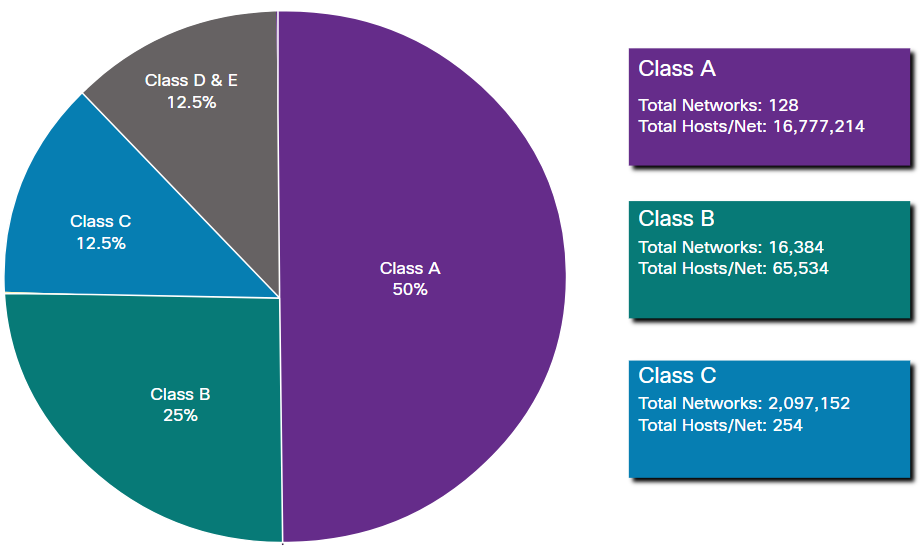 Class D & E
12.5%
Class C
12.5%
Class A
50%
Class B
25%
Class A
Total Networks: 128
Total Hosts/Net: 16,777,214
Class B
Total Networks: 16,384
Total Hosts/Net: 65,534
Class C
Total Networks: 2,097,152
Total Hosts/Net: 254